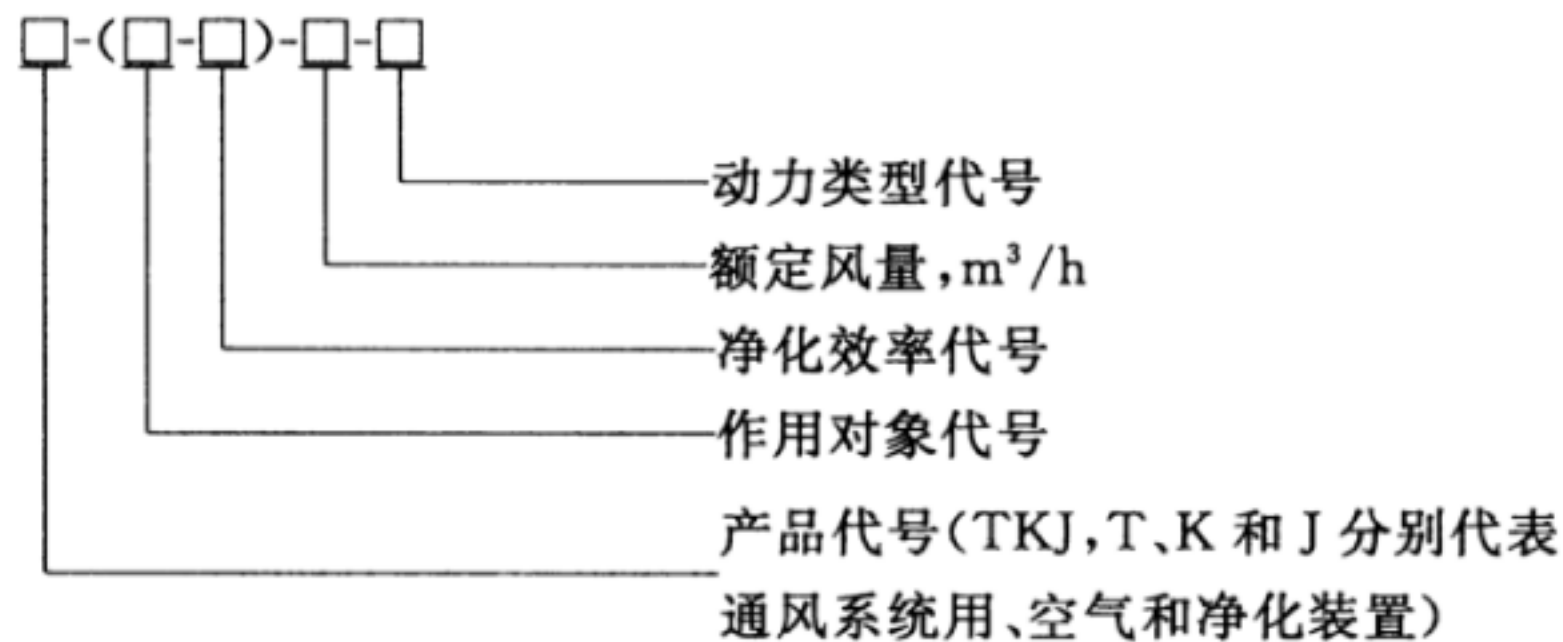 □-(□-□)-□-□
动力类型代号
额定风量,m³/h
净化效率代号
作用对象代号
产品代号(TKJ,T、K 和 J 分别代表
通风系统用、空气和净化装置)